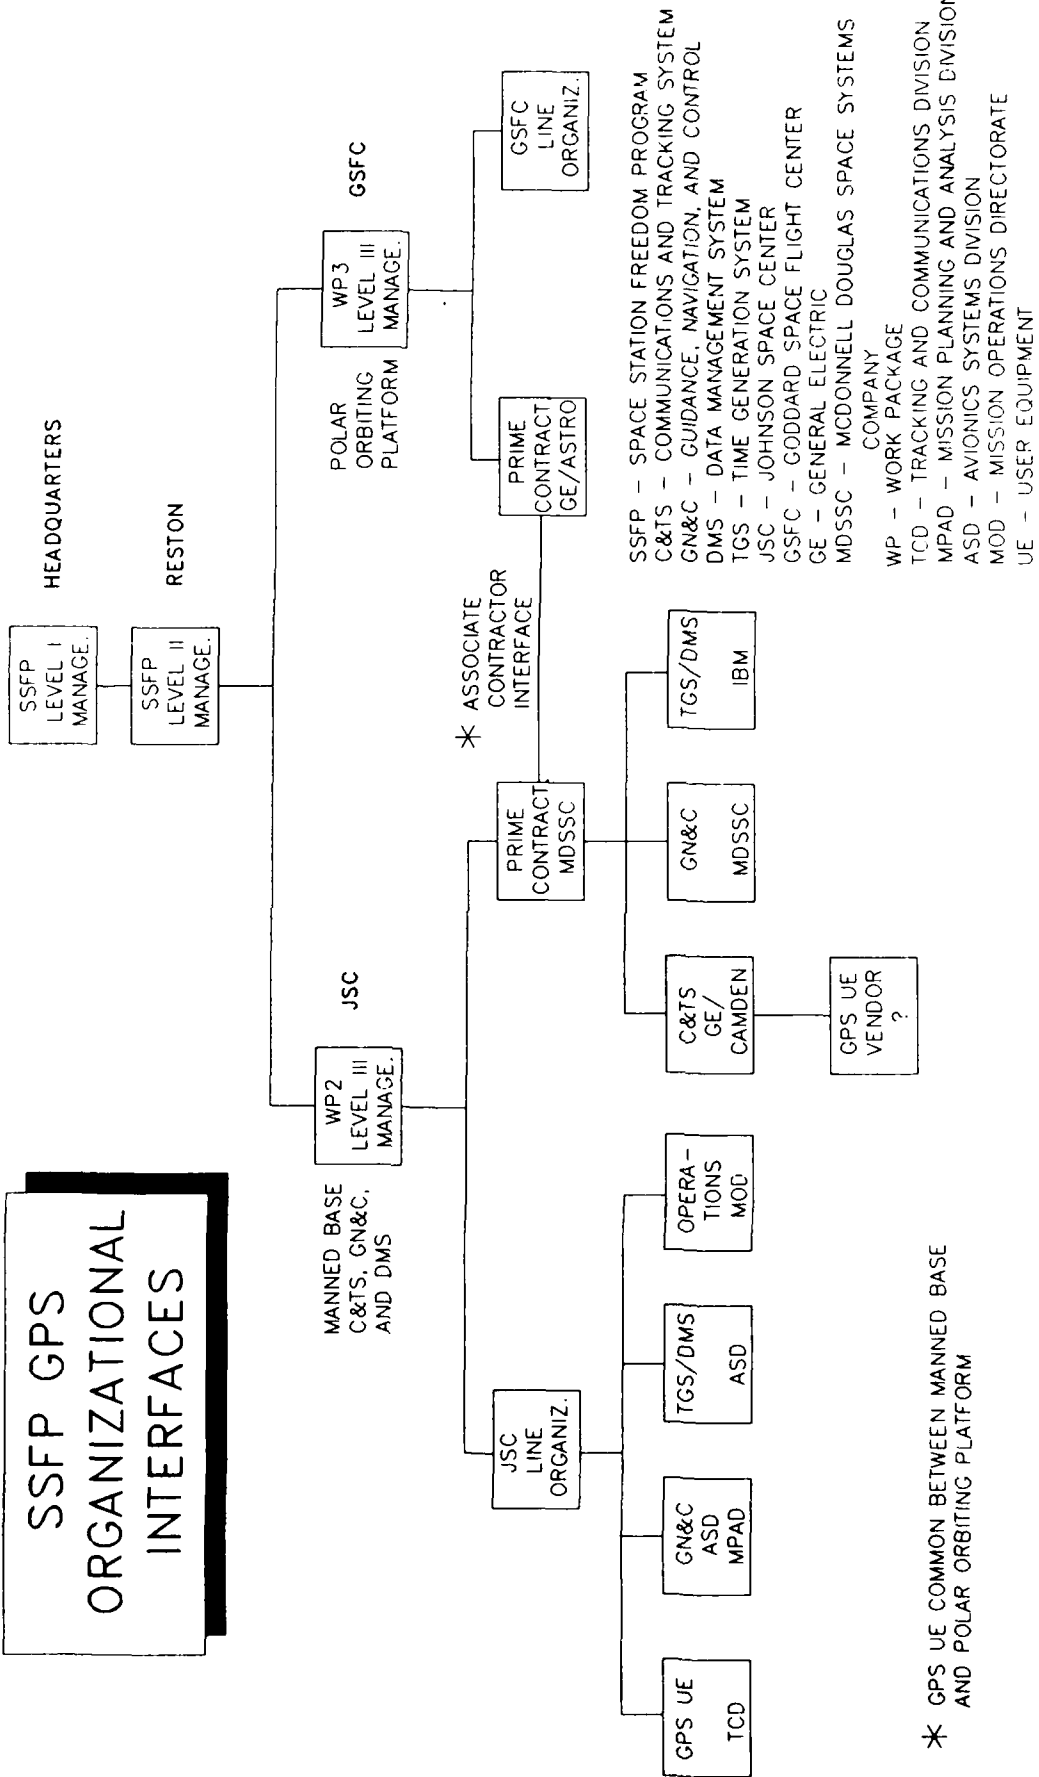 SSFP GPS
ORGANIZATIONAL
INTERFACES
SSFP
LEVEL I
MANAGE.
HEADQUARTERS
SSFP
LEVEL II
MANAGE.
RESTON
MANNED BASE
C&TS, GN&C,
AND DMS
WP2
LEVEL III
MANAGE.
JSC
POLAR
ORBITING
PLATFORM
WP3
LEVEL III
MANAGE.
GSFC
JSC
LINE
ORGANIZ.
PRIME
CONTRACT
MDSSC
* ASSOCIATE
CONTRACTOR
INTERFACE
PRIME
CONTRACT
GE/ASTRO
GSFC
LINE
ORGANIZ.
GPS UE
TCD
GN&C
ASD
MPAD
TGS/DMS
ASD
OPERA-
TIONS
MOD
C&TS
GE/
CAMDEN
GN&C
MDSSC
TGS/DMS
IBM
GPS UE
VENDOR
?
SSFP - SPACE STATION FREEDOM PROGRAM
C&TS - COMMUNICATIONS AND TRACKING SYSTEM
GN&C - GUIDANCE, NAVIGATION, AND CONTROL
DMS - DATA MANAGEMENT SYSTEM
TGS - TIME GENERATION SYSTEM
JSC - JOHNSON SPACE CENTER
GSFC - GODDARD SPACE FLIGHT CENTER
GE - GENERAL ELECTRIC
MDSSC - MCDONNELL DOUGLAS SPACE SYSTEMS
COMPANY
WP - WORK PACKAGE
TCD - TRACKING AND COMMUNICATIONS DIVISION
MPAD - MISSION PLANNING AND ANALYSIS DIVISION
ASD - AVIONICS SYSTEMS DIVISION
MOD - MISSION OPERATIONS DIRECTORATE
UE - USER EQUIPMENT
* GPS UE COMMON BETWEEN MANNED BASE
AND POLAR ORBITING PLATFORM